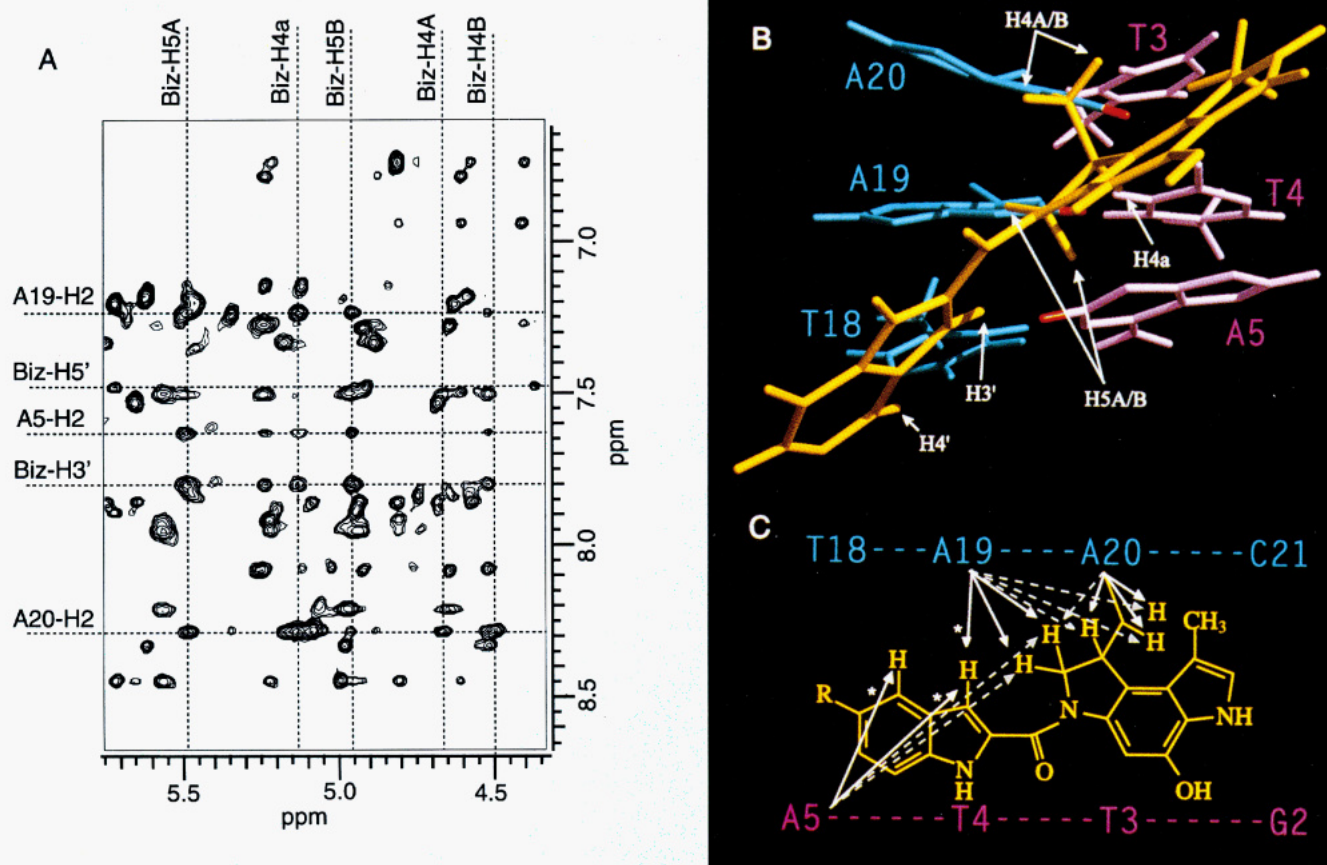 A
Biz-H5A
Biz-H4a
Biz-H5B
Biz-H4A
Biz-H4B
A19-H2
Biz-H5'
A5-H2
Biz-H3'
A20-H2
7.0
7.5
8.0
8.5
ppm
5.5
5.0
4.5
ppm
B
H4A/B
T3
A20
A19
T4
H4a
T18
A5
H3'
H5A/B
H4'
C
T18---A19----A20-----C21
H
H
H
H
CH₃
H
H
H
*
*
*
R
N
NH
N
H
O
OH
A5------T4------T3------G2